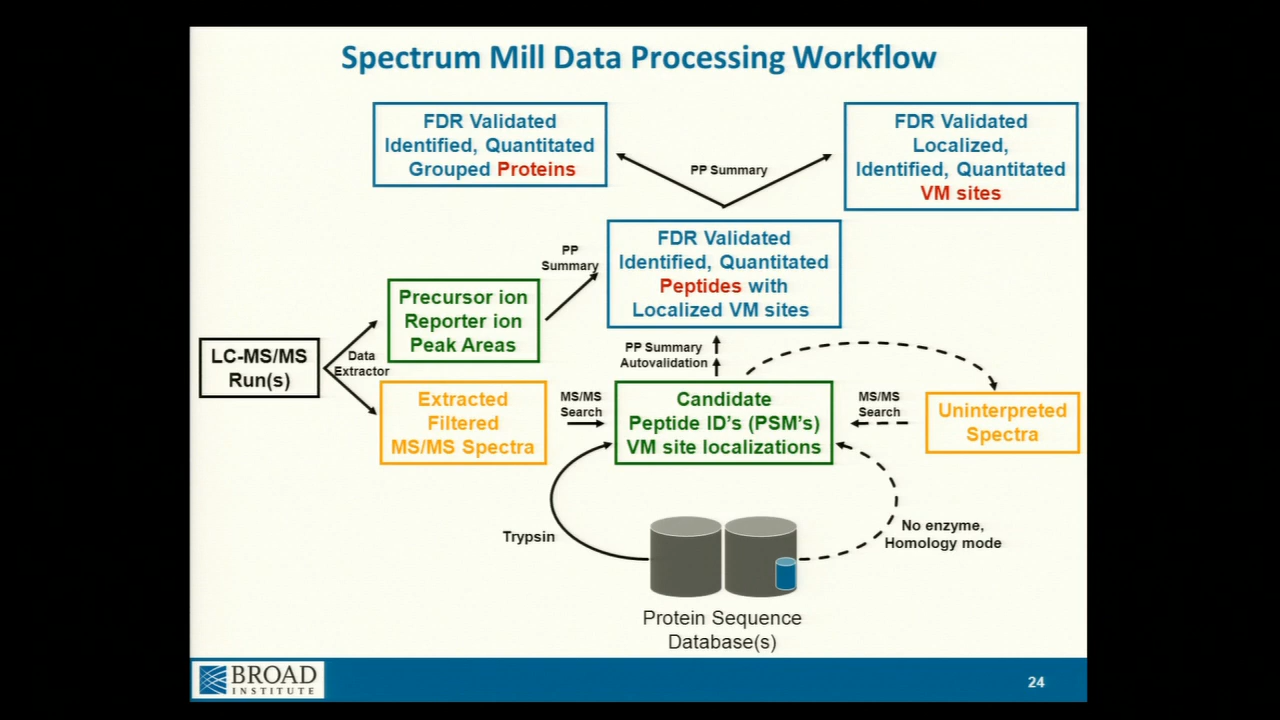 Spectrum Mill Data Processing Workflow
FDR Validated
Identified, Quantitated
Grouped Proteins
PP Summary
FDR Validated
Localized,
Identified, Quantitated
VM sites
FDR Validated
Identified, Quantitated
Peptides with
Localized VM sites
PP
Summary
Precursor ion
Reporter ion
Peak Areas
LC-MS/MS
Run(s)
Data
Extractor
PP Summary
Autovalidation
Extracted
Filtered
MS/MS Spectra
MS/MS
Search
Candidate
Peptide ID's (PSM's)
VM site localizations
MS/MS
Search
Uninterpreted
Spectra
Trypsin
No enzyme,
Homology mode
Protein Sequence
Database(s)
BROAD
INSTITUTE
24